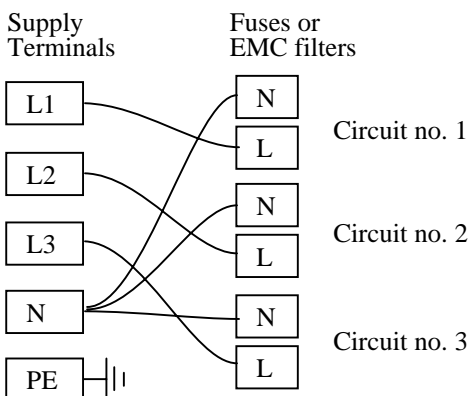 Supply
Terminals
Fuses or
EMC filters
L1
N
L
Circuit no. 1
L2
N
L
Circuit no. 2
L3
N
N
L
Circuit no. 3
PE